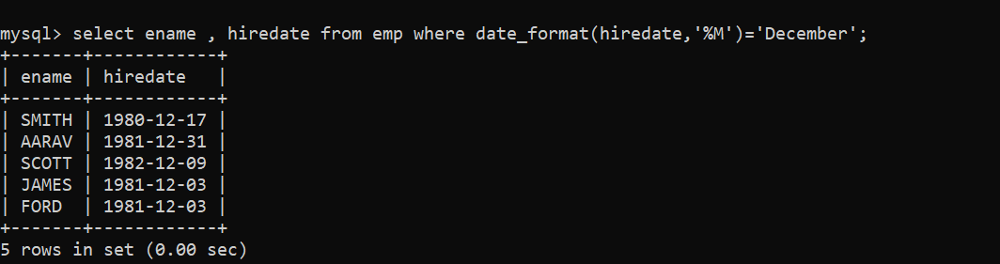 mysql> select ename , hiredate from emp where date_format(hiredate,'%M')='December';
+-------+------------+
| ename | hiredate   |
+-------+------------+
| SMITH | 1980-12-17 |
| AARAV | 1981-12-31 |
| SCOTT | 1982-12-09 |
| JAMES | 1981-12-03 |
| FORD  | 1981-12-03 |
+-------+------------+
5 rows in set (0.00 sec)